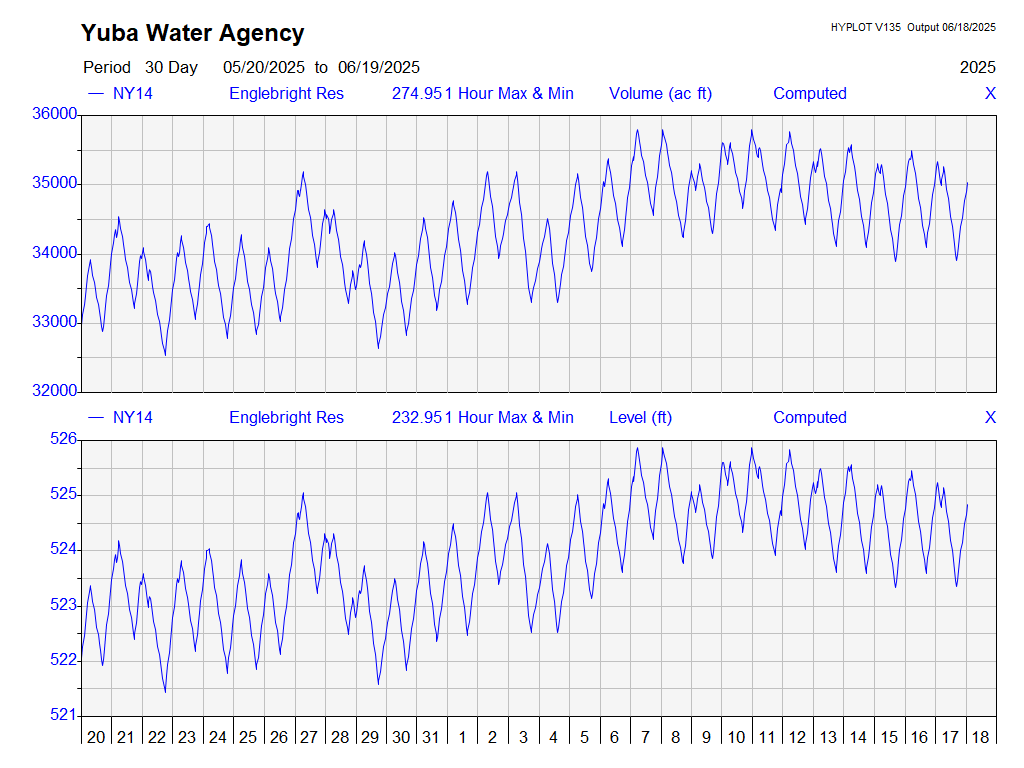 Yuba Water Agency
HYPLOT V135 Output 06/18/2025
Period 30 Day 05/20/2025 to 06/19/2025 2025
— NY14 Englebright Res 274.951 Hour Max & Min Volume (ac ft) Computed X
36000
35000
34000
33000
32000
— NY14 Englebright Res 232.951 Hour Max & Min Level (ft) Computed X
526
525
524
523
522
521
20 21 22 23 24 25 26 27 28 29 30 31 1 2 3 4 5 6 7 8 9 10 11 12 13 14 15 16 17 18